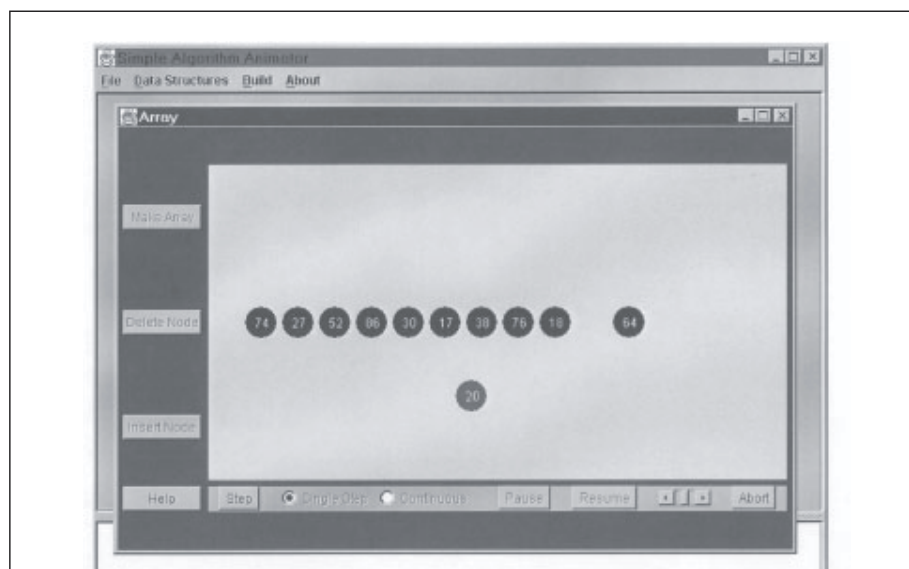 Simple Algorithm Animator
File Data Structures Build About
Array
Make Array
74 27 52 86 30 17 38 76 18 64
Delete Node
20
Insert Node
Help Step Single Step Continuous Pause Resume Abort